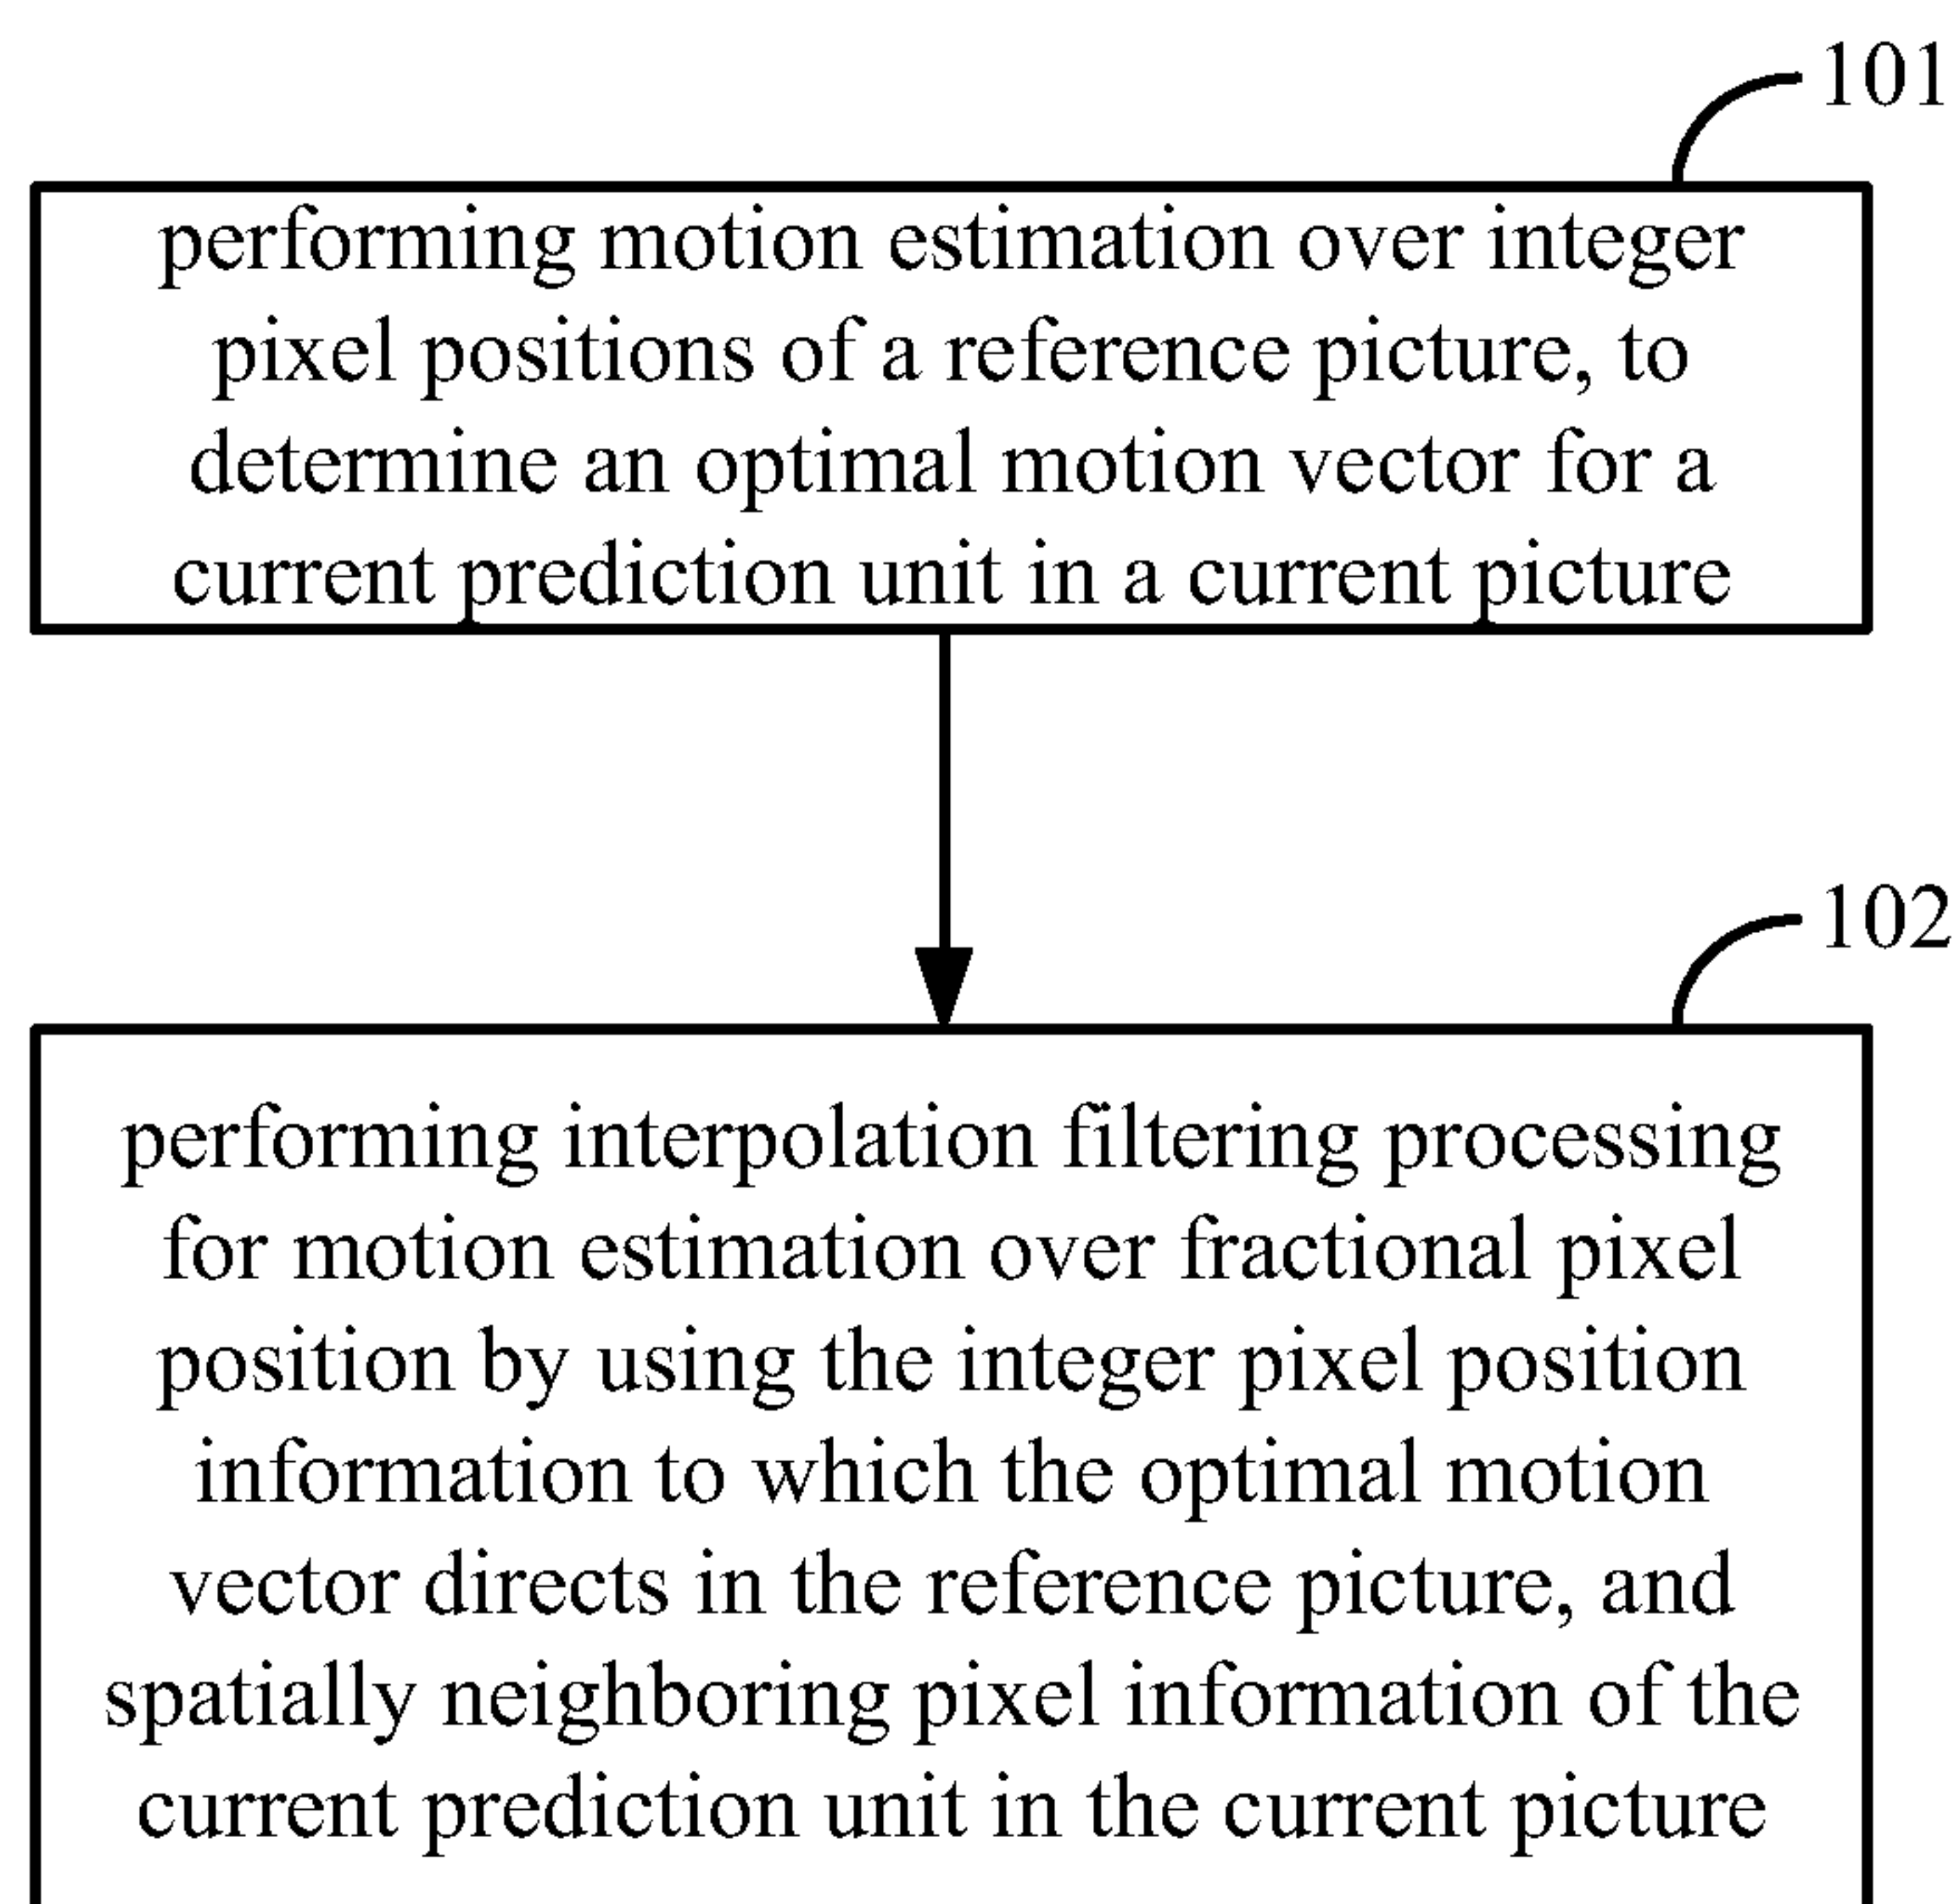 101
performing motion estimation over integer
pixel positions of a reference picture, to
determine an optimal motion vector for a
current prediction unit in a current picture
102
performing interpolation filtering processing
for motion estimation over fractional pixel
position by using the integer pixel position
information to which the optimal motion
vector directs in the reference picture, and
spatially neighboring pixel information of the
current prediction unit in the current picture